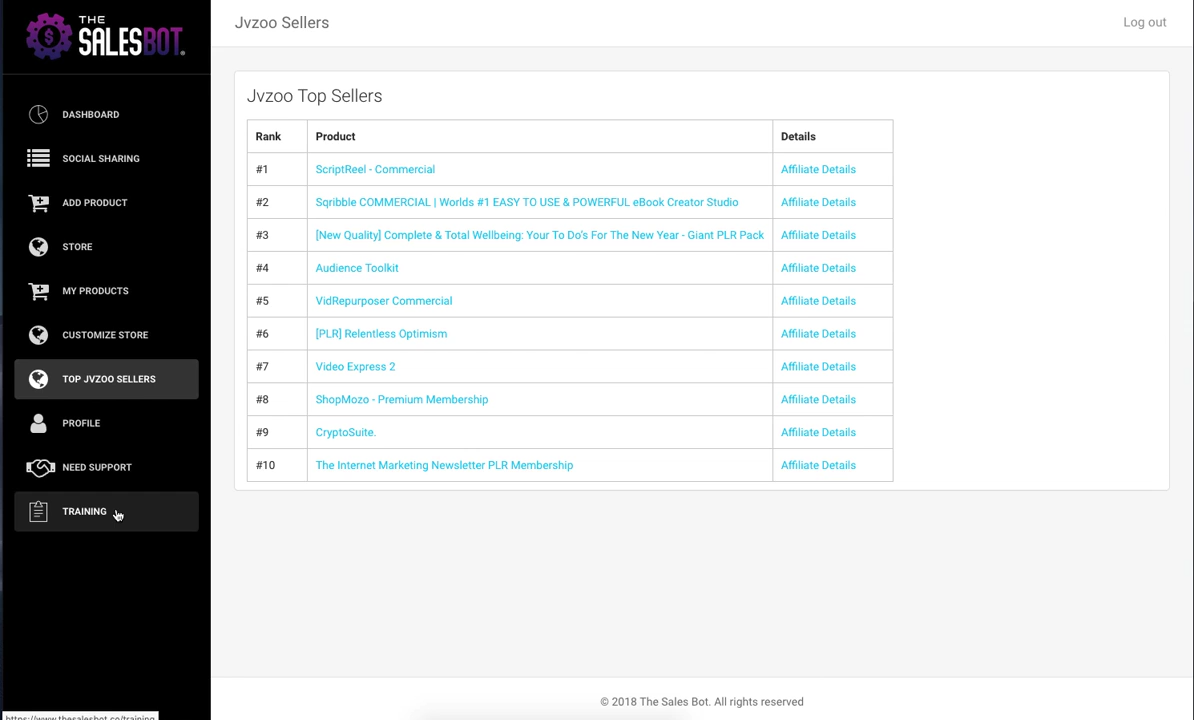 THE
SALESBOT.
Jvzoo Sellers
Log out
DASHBOARD
SOCIAL SHARING
ADD PRODUCT
STORE
MY PRODUCTS
CUSTOMIZE STORE
TOP JVZOO SELLERS
PROFILE
NEED SUPPORT
TRAINING
Jvzoo Top Sellers
Rank Product Details
#1 ScriptReel - Commercial Affiliate Details
#2 Sqribble COMMERCIAL | Worlds #1 EASY TO USE & POWERFUL eBook Creator Studio Affiliate Details
#3 [New Quality] Complete & Total Wellbeing: Your To Do's For The New Year - Giant PLR Pack Affiliate Details
#4 Audience Toolkit Affiliate Details
#5 VidRepurposer Commercial Affiliate Details
#6 [PLR] Relentless Optimism Affiliate Details
#7 Video Express 2 Affiliate Details
#8 ShopMozo - Premium Membership Affiliate Details
#9 CryptoSuite. Affiliate Details
#10 The Internet Marketing Newsletter PLR Membership Affiliate Details
© 2018 The Sales Bot. All rights reserved
https://www.thesalesbot.co/training